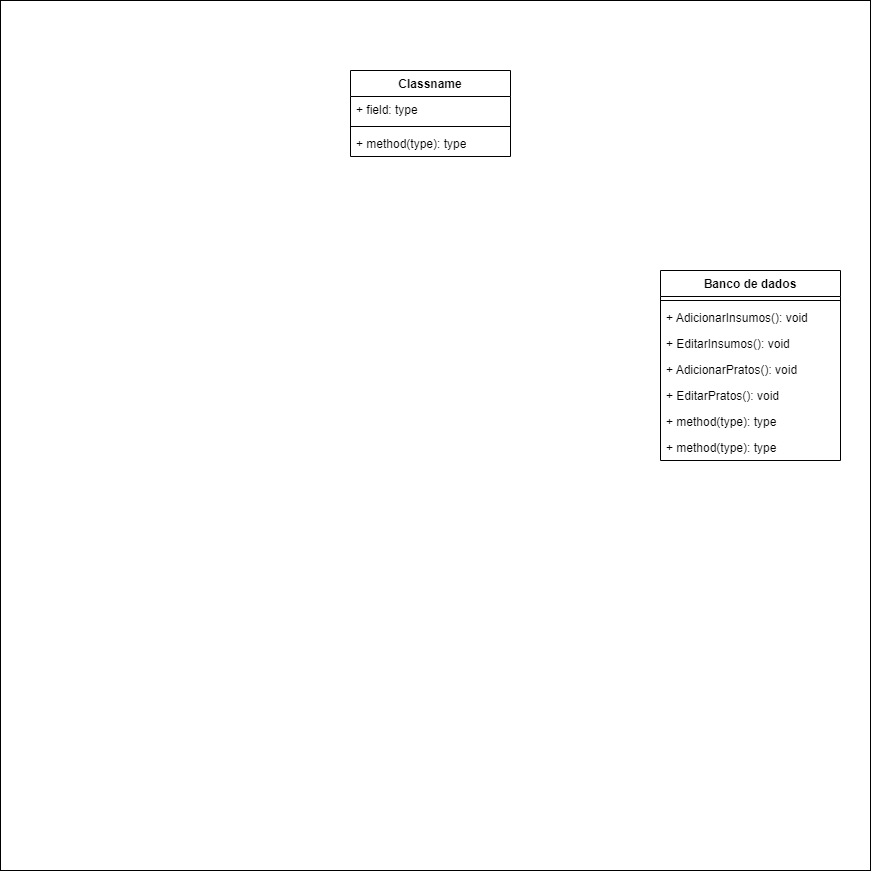 Classname
+ field: type
+ method(type): type
Banco de dados
+ AdicionarInsumos(): void
+ EditarInsumos(): void
+ AdicionarPratos(): void
+ EditarPratos(): void
+ method(type): type
+ method(type): type